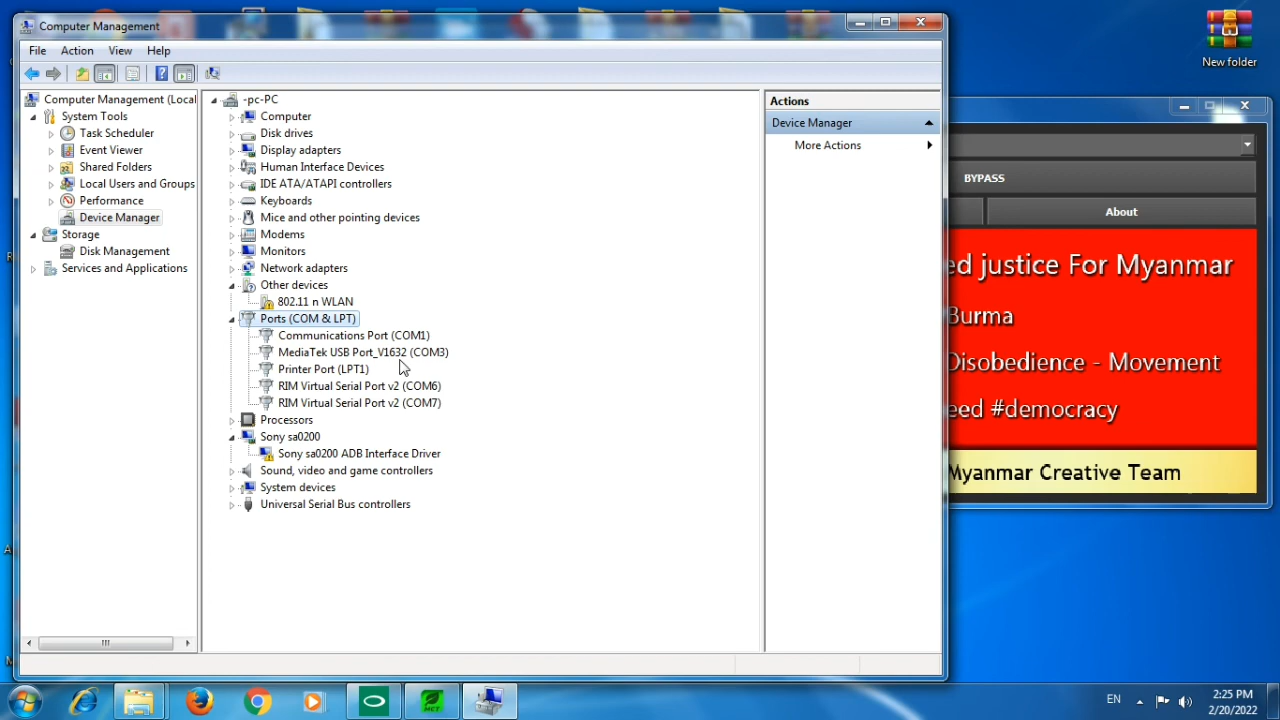 Computer Management
New folder
File Action View Help
Computer Management (Local
System Tools
Task Scheduler
Event Viewer
Shared Folders
Local Users and Groups
Performance
Device Manager
Storage
Disk Management
Services and Applications
-pc-PC
Computer
Disk drives
Display adapters
Human Interface Devices
IDE ATA/ATAPI controllers
Keyboards
Mice and other pointing devices
Modems
Monitors
Network adapters
Other devices
802.11 n WLAN
Ports (COM & LPT)
Communications Port (COM1)
MediaTek USB Port_V1632 (COM3)
Printer Port (LPT1)
RIM Virtual Serial Port v2 (COM6)
RIM Virtual Serial Port v2 (COM7)
Processors
Sony sa0200
Sony sa0200 ADB Interface Driver
Sound, video and game controllers
System devices
Universal Serial Bus controllers
Actions
Device Manager
More Actions
BYPASS
About
ed justice For Myanmar
Burma
Disobedience - Movement
eed #democracy
Myanmar Creative Team
MCT
EN
2:25 PM
2/20/2022